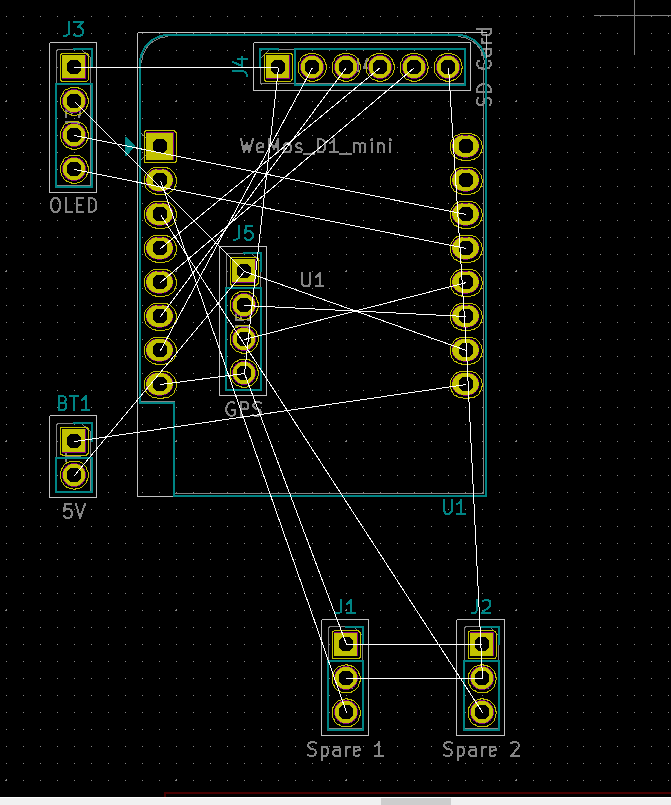 J3
J4
SD Card
WeMos_D1_mini
OLED
J5
U1
GPS
BT1
5V
U1
J1
J2
Spare 1
Spare 2